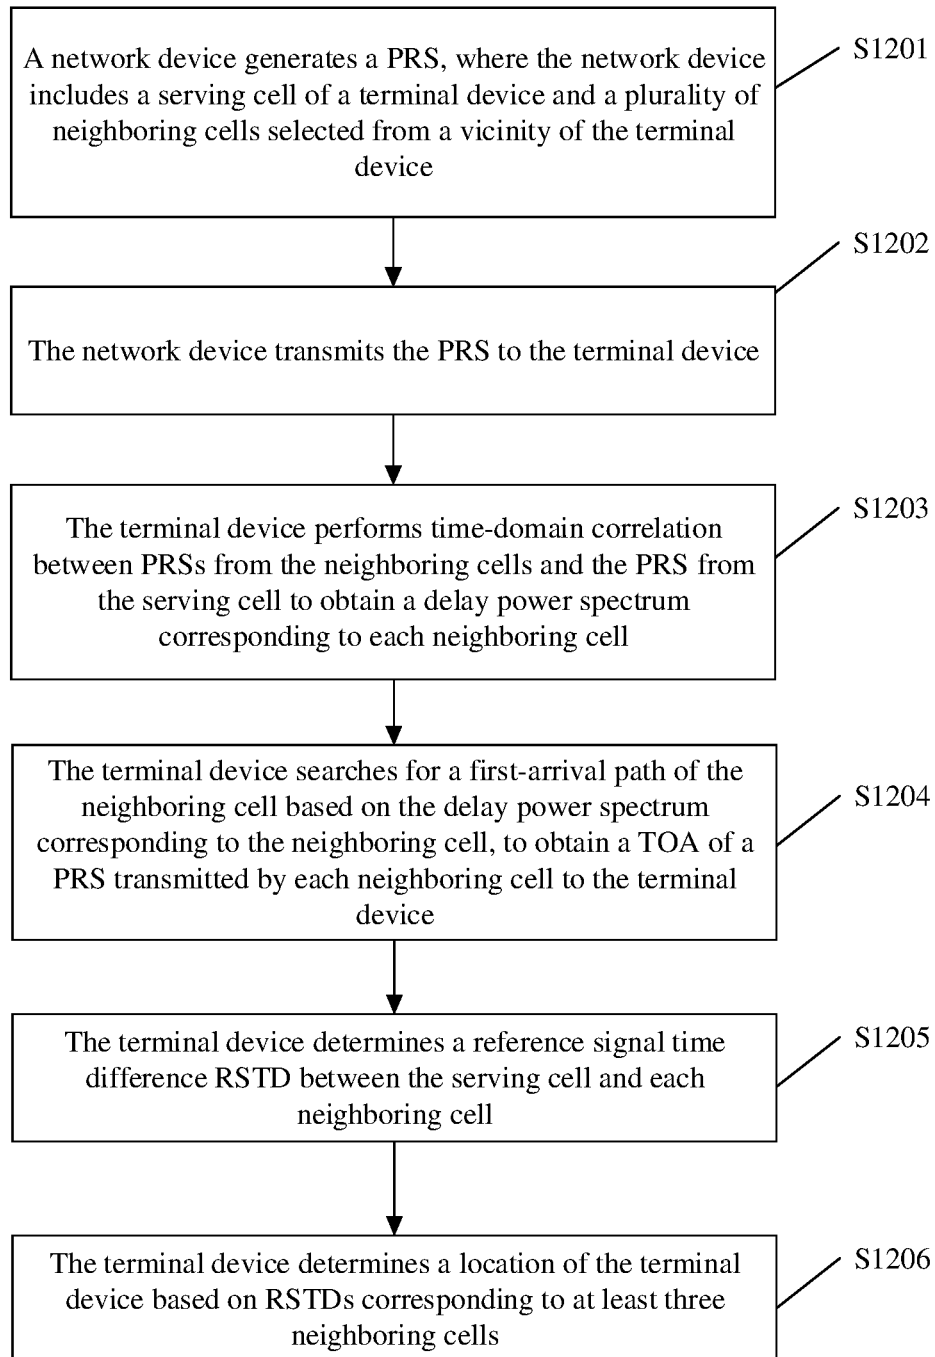 A network device generates a PRS, where the network device
includes a serving cell of a terminal device and a plurality of
neighboring cells selected from a vicinity of the terminal
device
S1201
The network device transmits the PRS to the terminal device
S1202
The terminal device performs time-domain correlation
between PRSs from the neighboring cells and the PRS from
the serving cell to obtain a delay power spectrum
corresponding to each neighboring cell
S1203
The terminal device searches for a first-arrival path of the
neighboring cell based on the delay power spectrum
corresponding to the neighboring cell, to obtain a TOA of a
PRS transmitted by each neighboring cell to the terminal
device
S1204
The terminal device determines a reference signal time
difference RSTD between the serving cell and each
neighboring cell
S1205
The terminal device determines a location of the terminal
device based on RSTDs corresponding to at least three
neighboring cells
S1206